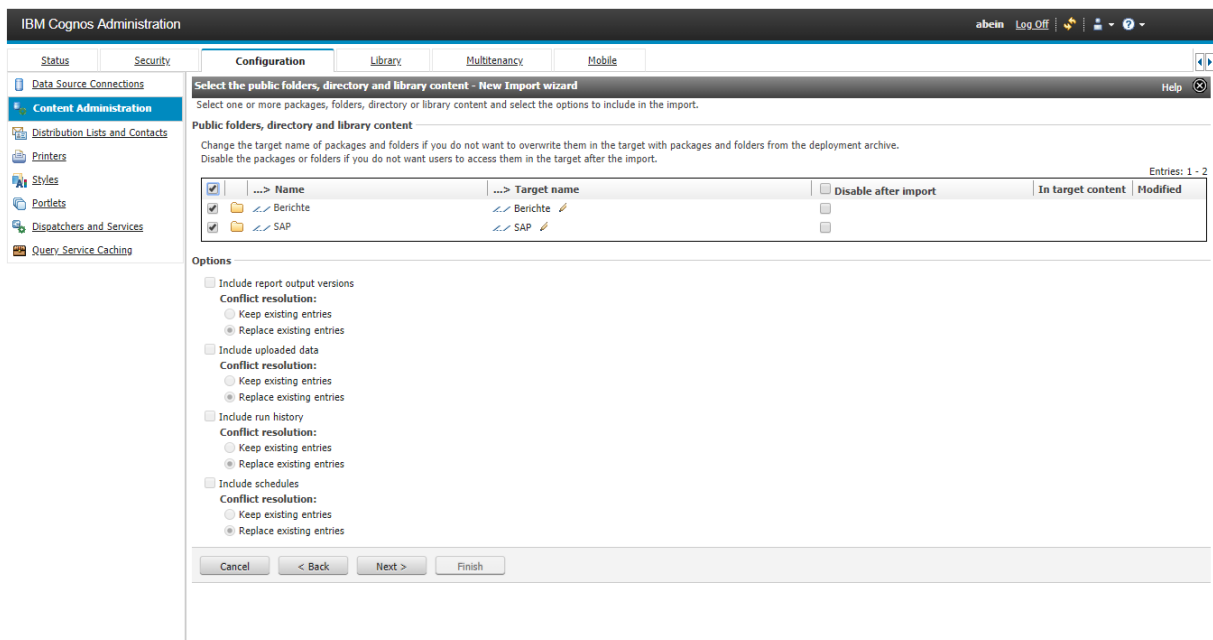 IBM Cognos Administration
abein Log Off
Status Security Configuration Library Multitenancy Mobile
Data Source Connections
Content Administration
Distribution Lists and Contacts
Printers
Styles
Portlets
Dispatchers and Services
Query Service Caching
Select the public folders, directory and library content - New Import wizard
Help
Select one or more packages, folders, directory or library content and select the options to include in the import.
Public folders, directory and library content
Change the target name of packages and folders if you do not want to overwrite them in the target with packages and folders from the deployment archive.
Disable the packages or folders if you do not want users to access them in the target after the import.
Entries: 1 - 2
...> Name ...> Target name Disable after import In target content Modified
Berichte Berichte
SAP SAP
Options
Include report output versions
Conflict resolution:
Keep existing entries
Replace existing entries
Include uploaded data
Conflict resolution:
Keep existing entries
Replace existing entries
Include run history
Conflict resolution:
Keep existing entries
Replace existing entries
Include schedules
Conflict resolution:
Keep existing entries
Replace existing entries
Cancel < Back Next > Finish